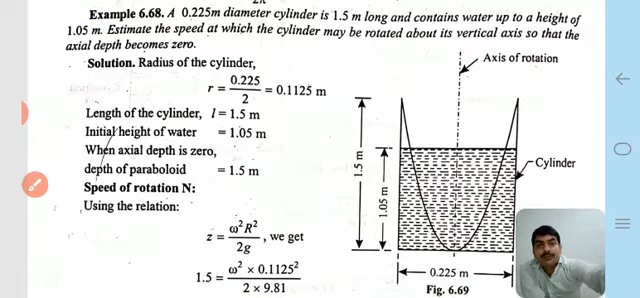 Example 6.68. A 0.225m diameter cylinder is 1.5 m long and contains water up to a height of
1.05 m. Estimate the speed at which the cylinder may be rotated about its vertical axis so that the
axial depth becomes zero.
Solution. Radius of the cylinder,
r = 0.225/2 = 0.1125 m
Length of the cylinder, l = 1.5 m
Initial height of water = 1.05 m
When axial depth is zero,
depth of paraboloid = 1.5 m
Speed of rotation N:
Using the relation:
z = ω²R²/2g, we get
1.5 = ω² × 0.1125²/2 × 9.81
Axis of rotation
1.5 m
1.05 m
Cylinder
0.225 m
Fig. 6.69